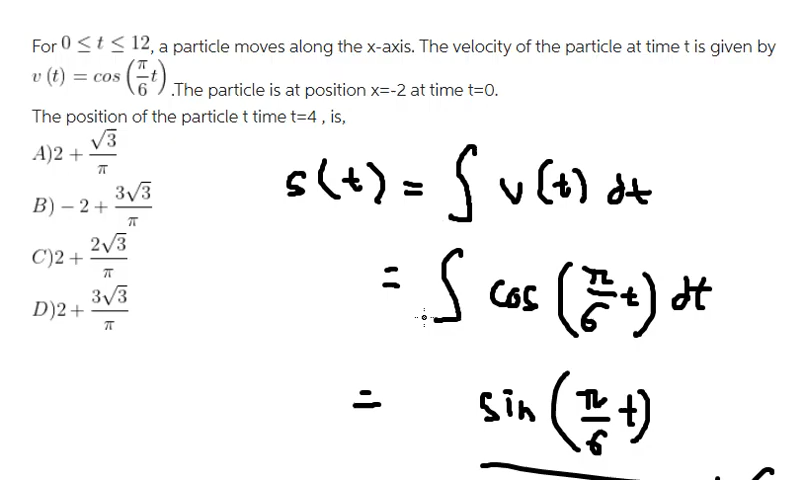 For 0 ≤ t ≤ 12, a particle moves along the x-axis. The velocity of the particle at time t is given by
v (t) = cos (π/6 t) .The particle is at position x=-2 at time t=0.
The position of the particle t time t=4 , is,
A)2 + √3/π
B) – 2 + 3√3/π
C)2 + 2√3/π
D)2 + 3√3/π
s(t) = ∫ v(t) dt
= ∫ cos (π/6 t) dt
= sin (π/6 t)